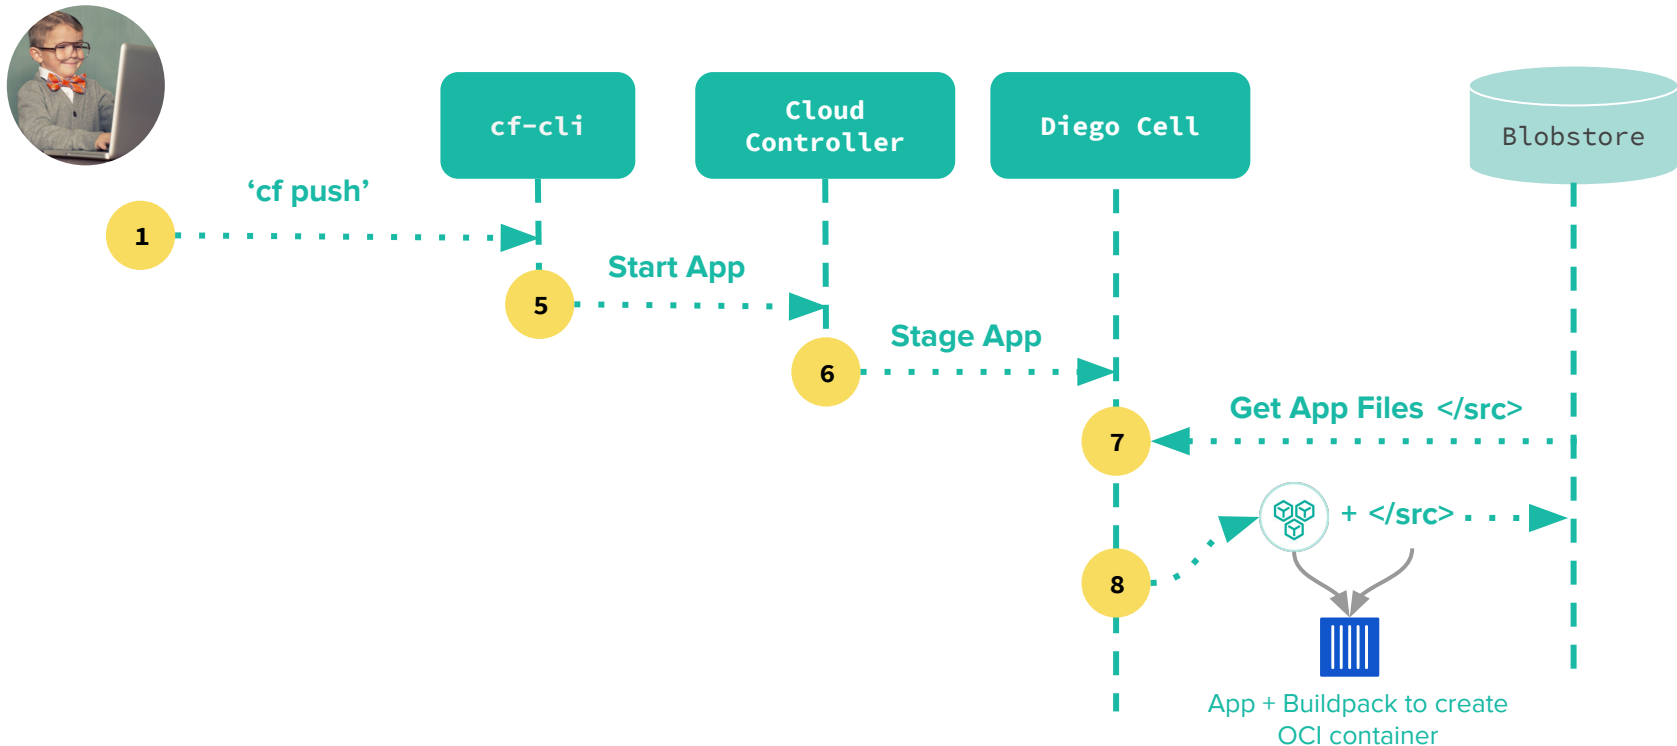 cf-cli
Cloud
Controller
Diego Cell
Blobstore
‘cf push’
1
Start App
5
Stage App
6
Get App Files </src>
7
+ </src>
8
App + Buildpack to create
OCI container